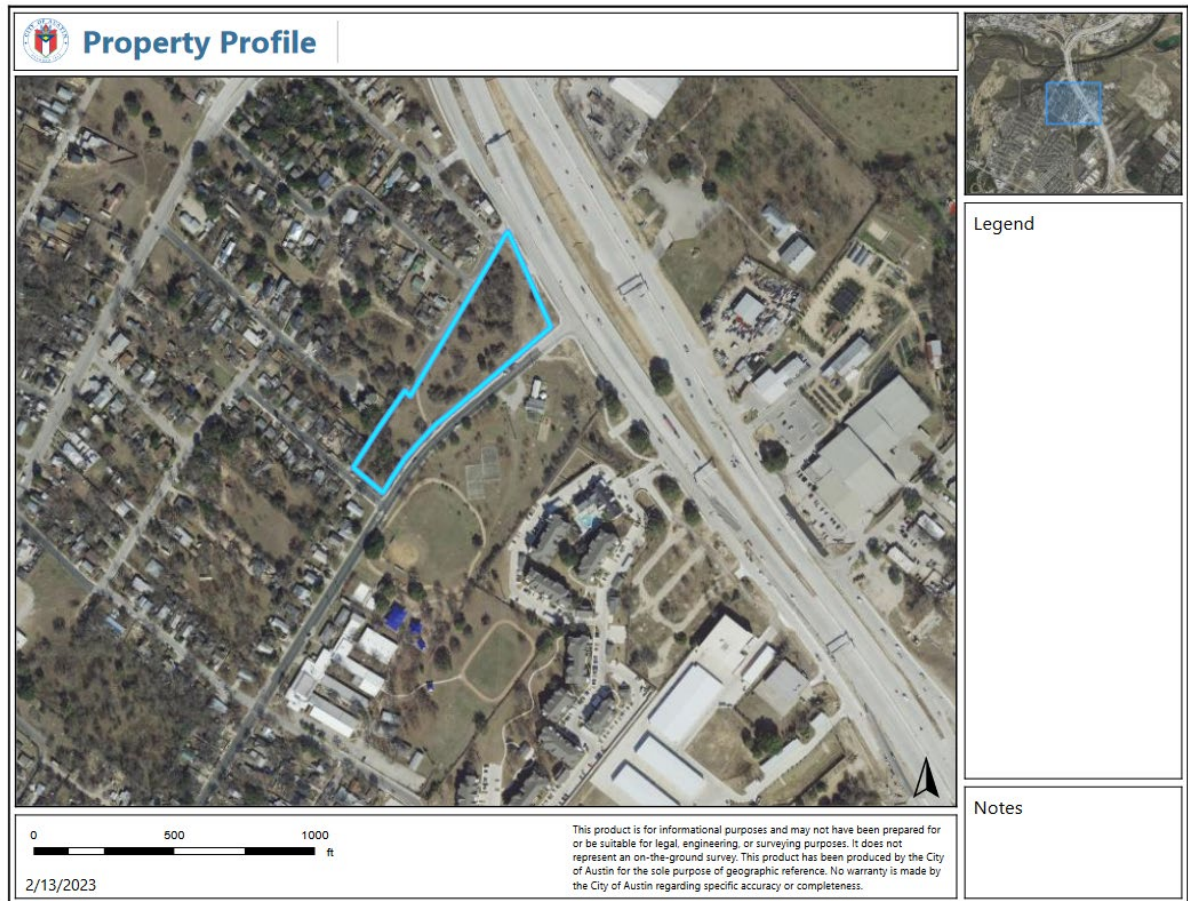 CITY OF AUSTIN
Property Profile
Legend
0 500 1000
ft
2/13/2023
This product is for informational purposes and may not have been prepared for
or be suitable for legal, engineering, or surveying purposes. It does not
represent an on-the-ground survey. This product has been produced by the City
of Austin for the sole purpose of geographic reference. No warranty is made by
the City of Austin regarding specific accuracy or completeness.
Notes